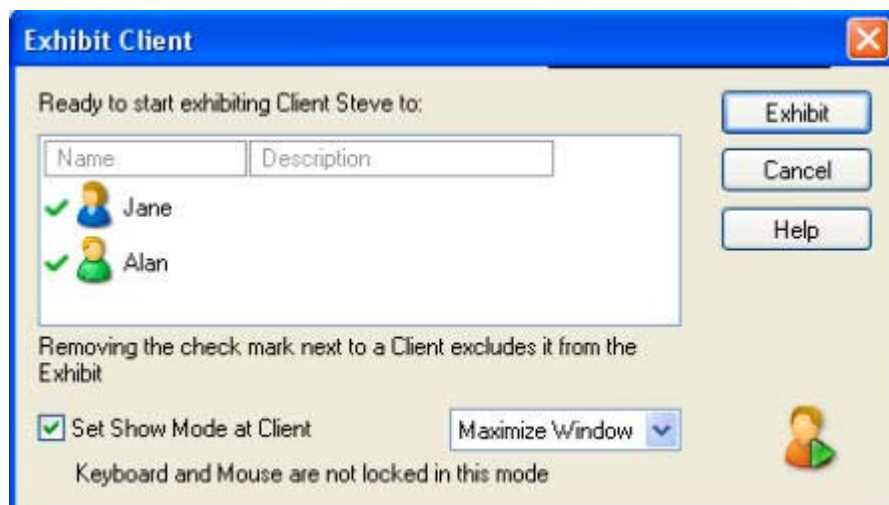 Exhibit Client
Ready to start exhibiting Client Steve to:
Exhibit
Name Description
Cancel
Jane
Help
Alan
Removing the check mark next to a Client excludes it from the
Exhibit
Set Show Mode at Client Maximize Window
Keyboard and Mouse are not locked in this mode